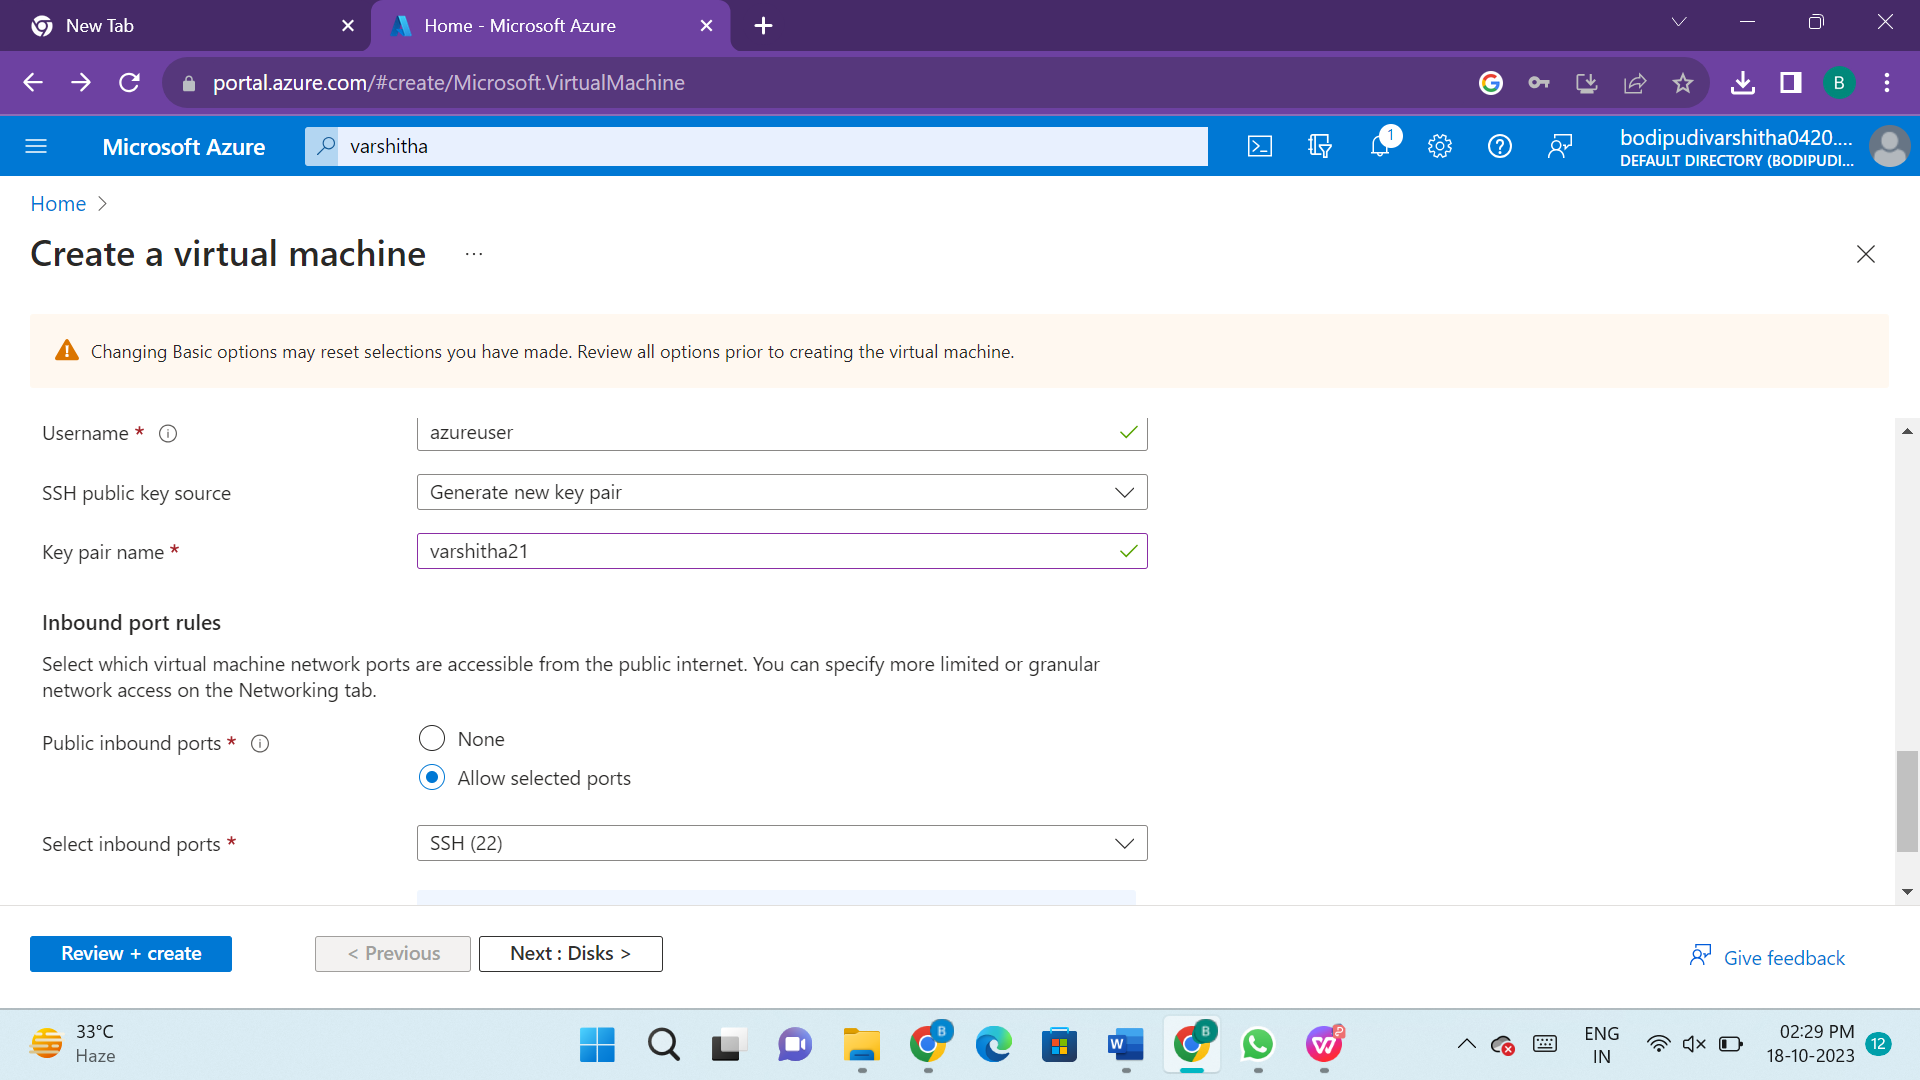 New Tab
Home - Microsoft Azure
portal.azure.com/#create/Microsoft.VirtualMachine
B
Microsoft Azure
varshitha
1
bodipudivarshitha0420....
DEFAULT DIRECTORY (BODIPUDI...
Home >
Create a virtual machine ...
Changing Basic options may reset selections you have made. Review all options prior to creating the virtual machine.
Username *
azureuser
SSH public key source
Generate new key pair
Key pair name *
varshitha21
Inbound port rules
Select which virtual machine network ports are accessible from the public internet. You can specify more limited or granular
network access on the Networking tab.
Public inbound ports *
None
Allow selected ports
Select inbound ports *
SSH (22)
Review + create
< Previous
Next : Disks >
Give feedback
33°C
Haze
B
W
B
ENG
IN
02:29 PM
18-10-2023
12